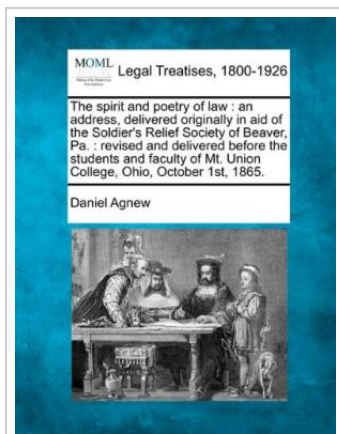 MOML
Legal Treatises, 1800-1926
The spirit and poetry of law : an
address, delivered originally in aid of
the Soldier's Relief Society of Beaver,
Pa. : revised and delivered before the
students and faculty of Mt. Union
College, Ohio, October 1st, 1865.
Daniel Agnew